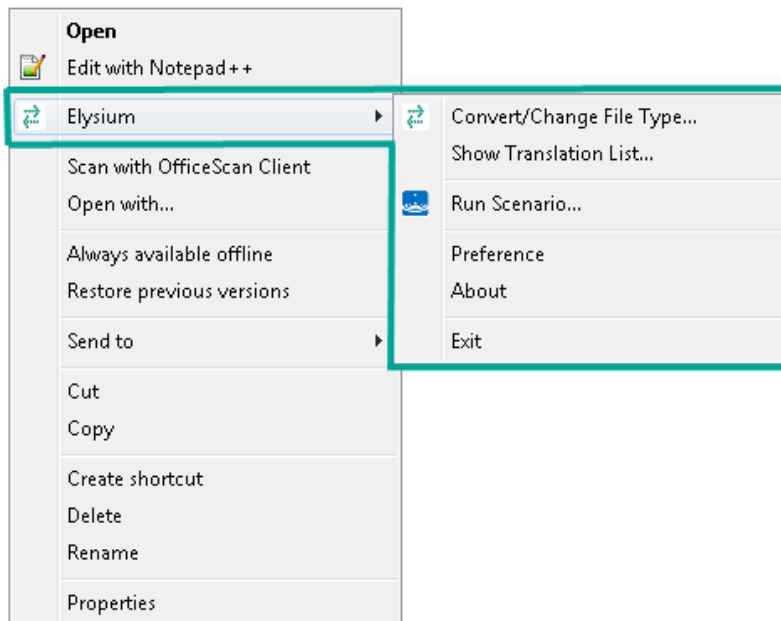 Open
Edit with Notepad++
Elysium
Scan with OfficeScan Client
Open with...
Always available offline
Restore previous versions
Send to
Cut
Copy
Create shortcut
Delete
Rename
Properties
Convert/Change File Type...
Show Translation List...
Run Scenario...
Preference
About
Exit